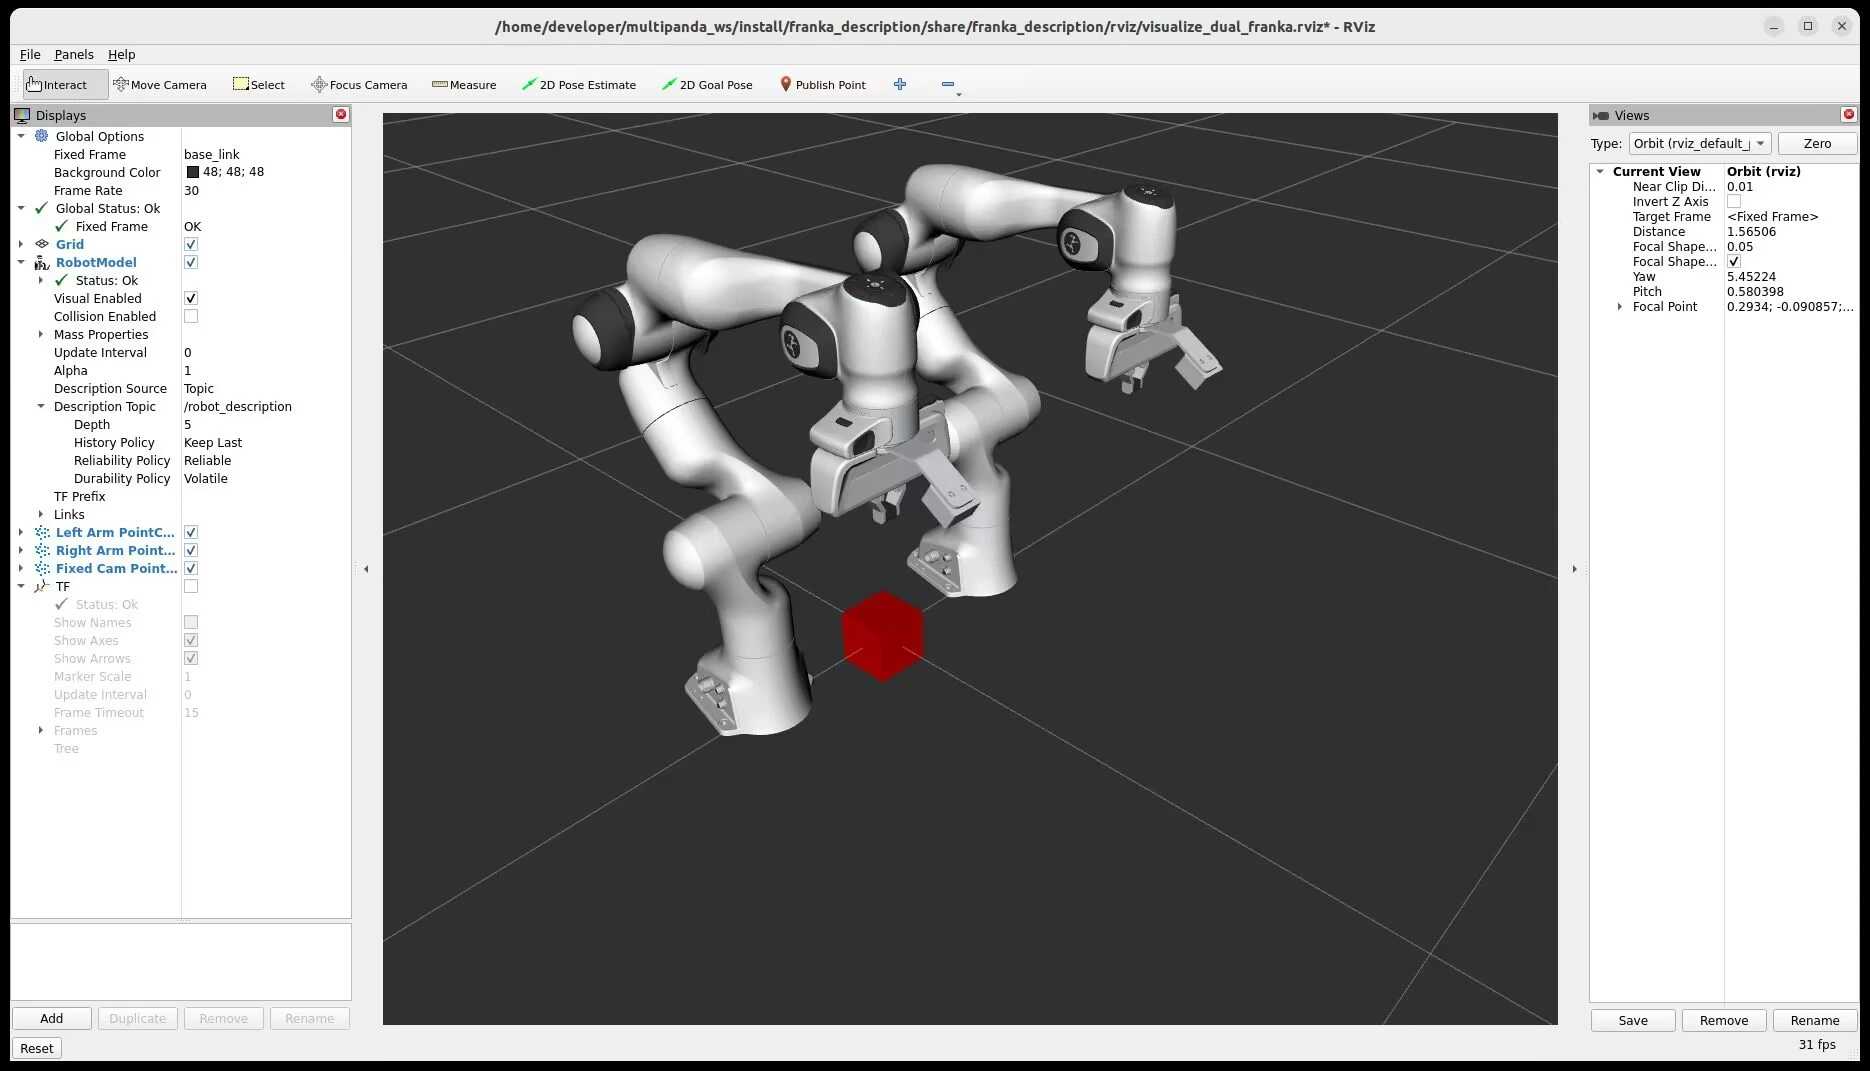 /home/developer/multipanda_ws/install/franka_description/share/franka_description/rviz/visualize_dual_franka.rviz* - RViz
File Panels Help
Interact Move Camera Select Focus Camera Measure 2D Pose Estimate 2D Goal Pose Publish Point
Displays
Global Options
Fixed Frame base_link
Background Color 48; 48; 48
Frame Rate 30
Global Status: Ok
Fixed Frame OK
Grid
RobotModel
Status: Ok
Visual Enabled
Collision Enabled
Mass Properties
Update Interval 0
Alpha 1
Description Source Topic
Description Topic /robot_description
Depth 5
History Policy Keep Last
Reliability Policy Reliable
Durability Policy Volatile
TF Prefix
Links
Left Arm PointC...
Right Arm Point...
Fixed Cam Point...
TF
Status: Ok
Show Names
Show Axes
Show Arrows
Marker Scale 1
Update Interval 0
Frame Timeout 15
Frames
Tree
Add Duplicate Remove Rename
Reset
Views
Type: Orbit (rviz_default_ Zero
Current View Orbit (rviz)
Near Clip Di... 0.01
Invert Z Axis
Target Frame <Fixed Frame>
Distance 1.56506
Focal Shape... 0.05
Focal Shape...
Yaw 5.45224
Pitch 0.580398
Focal Point 0.2934; -0.090857;...
Save Remove Rename
31 fps